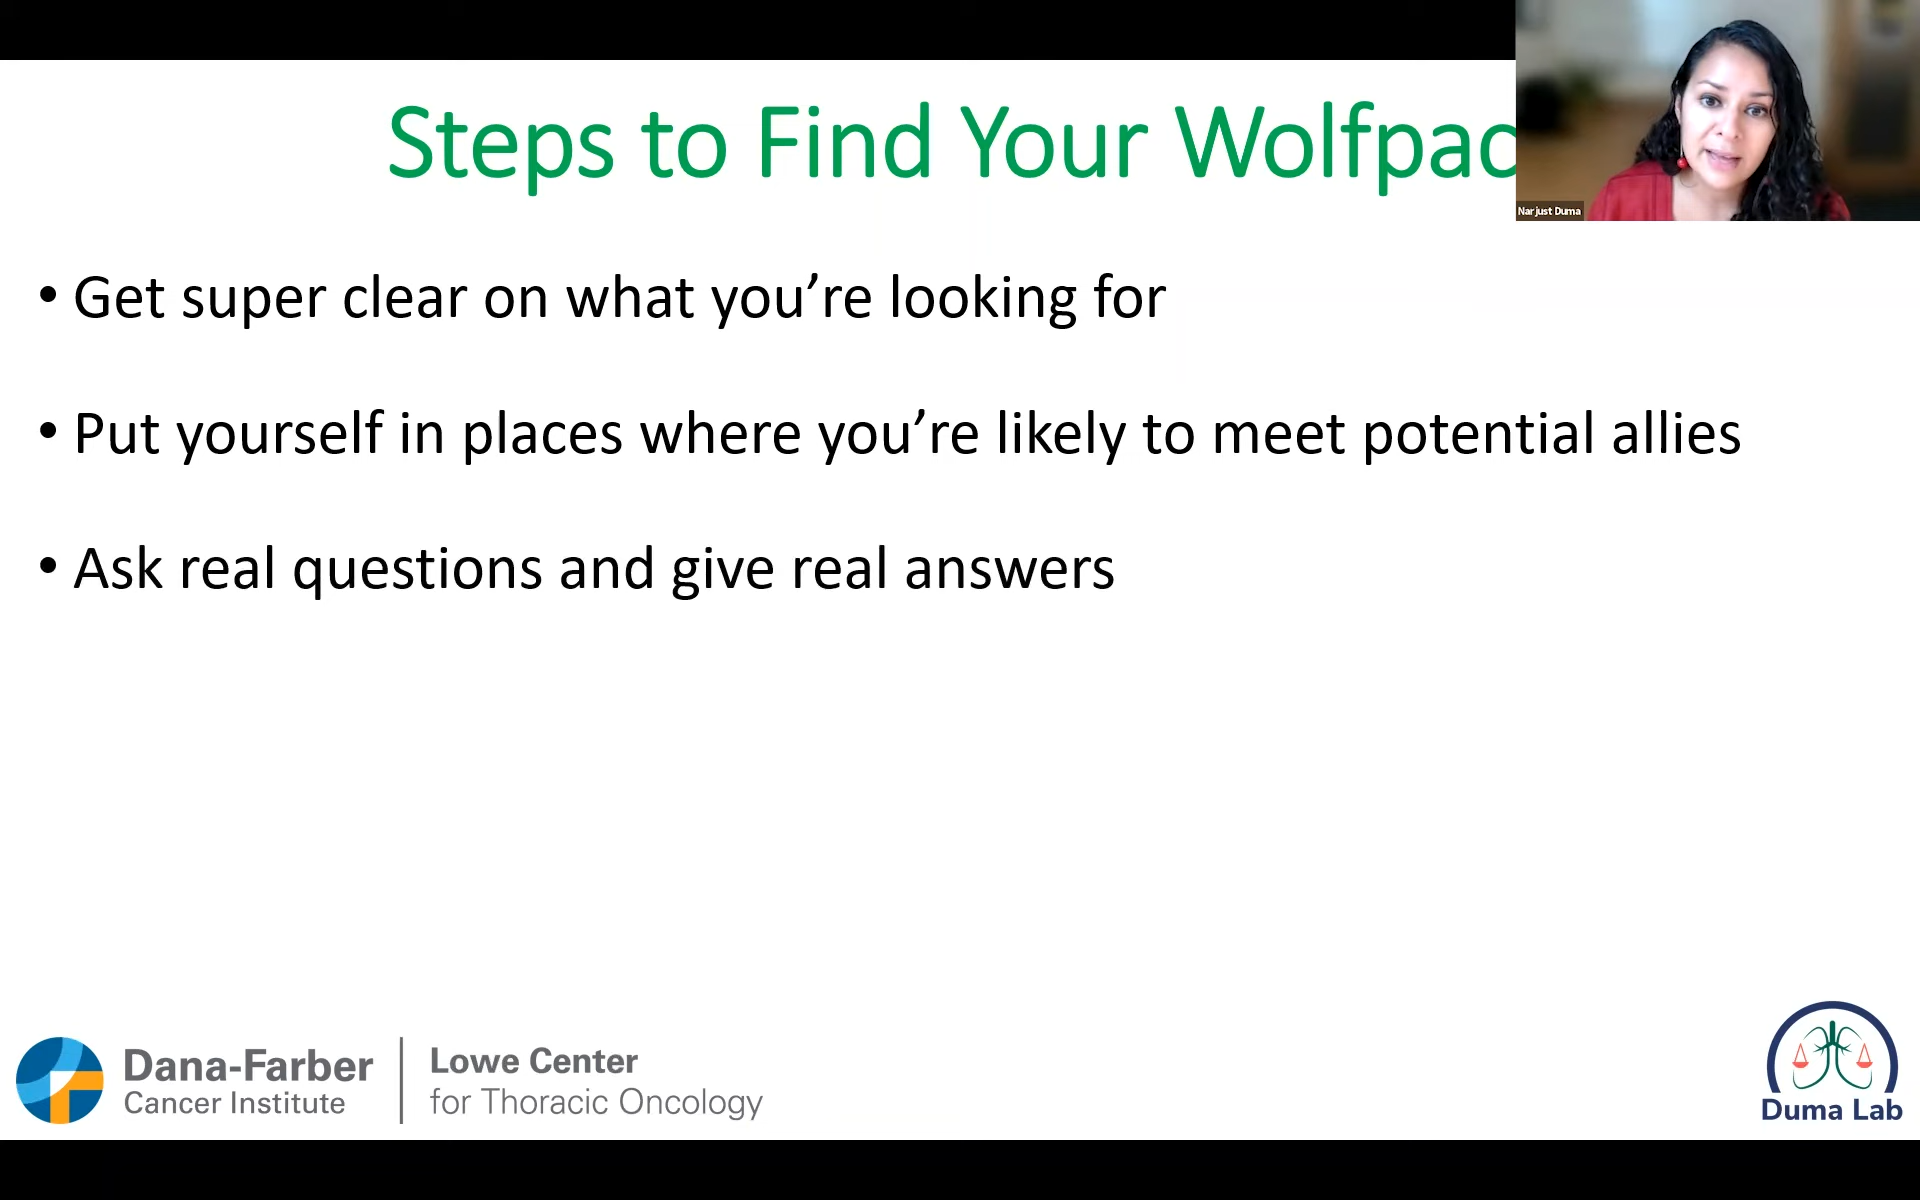 Steps to Find Your Wolfpac
Narjust Duma
• Get super clear on what you’re looking for
• Put yourself in places where you’re likely to meet potential allies
• Ask real questions and give real answers
Dana-Farber
Cancer Institute
Lowe Center
for Thoracic Oncology
Duma Lab